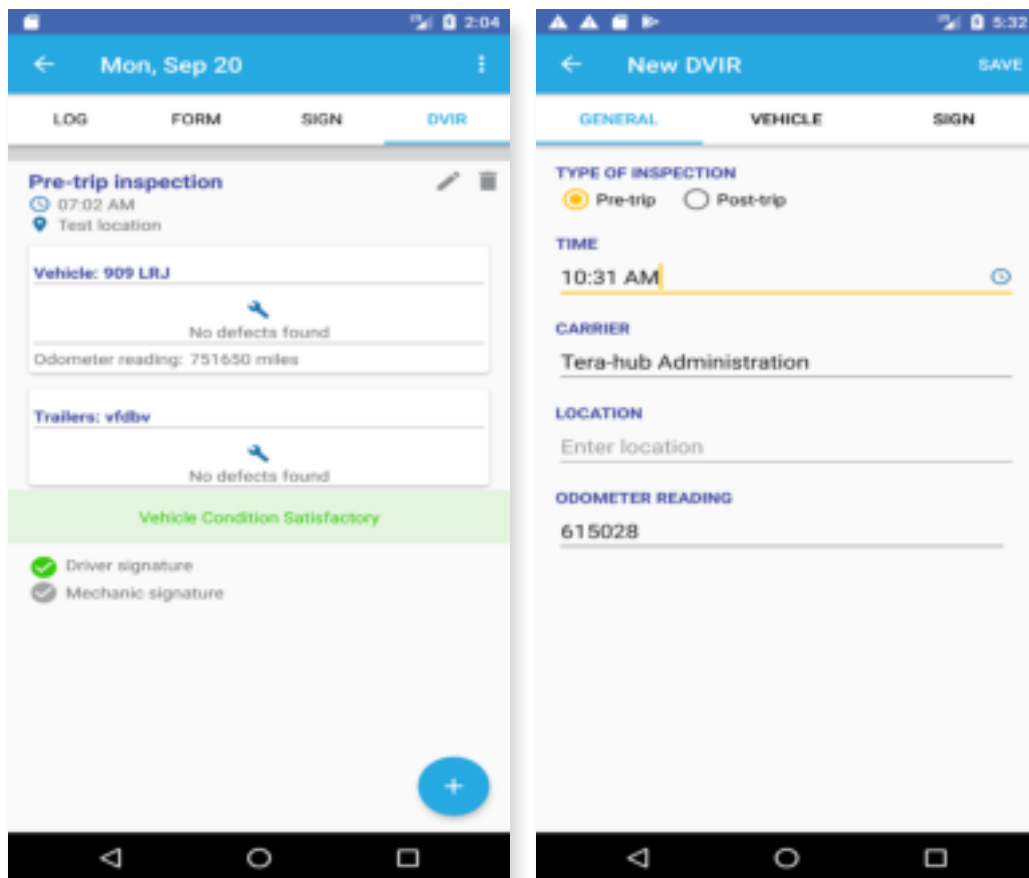 2:04
Mon, Sep 20
LOG FORM SIGN DVIR
Pre-trip inspection
07:02 AM
Test location
Vehicle: 909 LRJ
No defects found
Odometer reading: 751650 miles
Trailers: vfdbv
No defects found
Vehicle Condition Satisfactory
Driver signature
Mechanic signature
5:32
New DVIR SAVE
GENERAL VEHICLE SIGN
TYPE OF INSPECTION
Pre-trip Post-trip
TIME
10:31 AM
CARRIER
Tera-hub Administration
LOCATION
Enter location
ODOMETER READING
615028